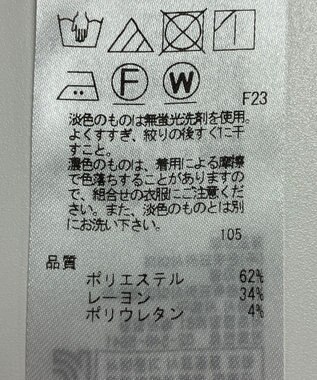 F
W
F23
淡色のものは無蛍光洗剤を使用。
よくすすぎ、絞りの後すぐに干
すこと。
濃色のものは、着用による摩擦
で色落ちすることがありますの
で、組合せの衣服にご注意くだ
さい。また、淡色のものとは別
にお洗い下さい。
105
品質
ポリエステル 62%
レーヨン 34%
ポリウレタン 4%